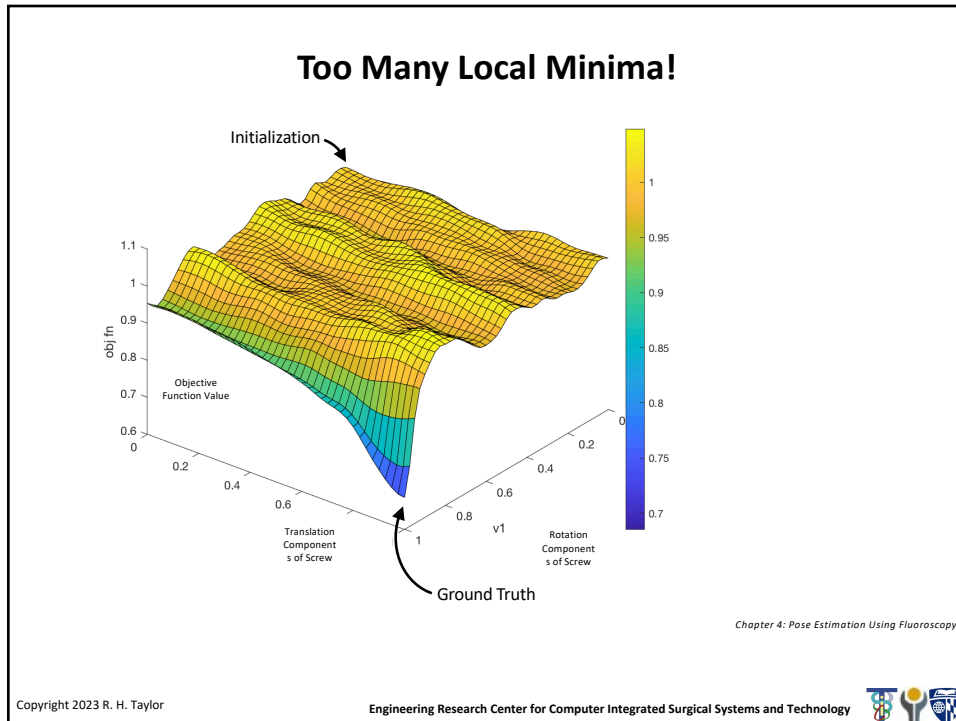 Too Many Local Minima!
Initialization
1.1
1
0.9
0.8
0.7
0.6
obj fn
Objective
Function Value
0
0.2
0.4
0.6
1
0.8
0.6
0.4
0.2
0
v1
Translation
Component
s of Screw
Rotation
Component
s of Screw
1
0.95
0.9
0.85
0.8
0.75
0.7
Ground Truth
Chapter 4: Pose Estimation Using Fluoroscopy
Copyright 2023 R. H. Taylor
Engineering Research Center for Computer Integrated Surgical Systems and Technology